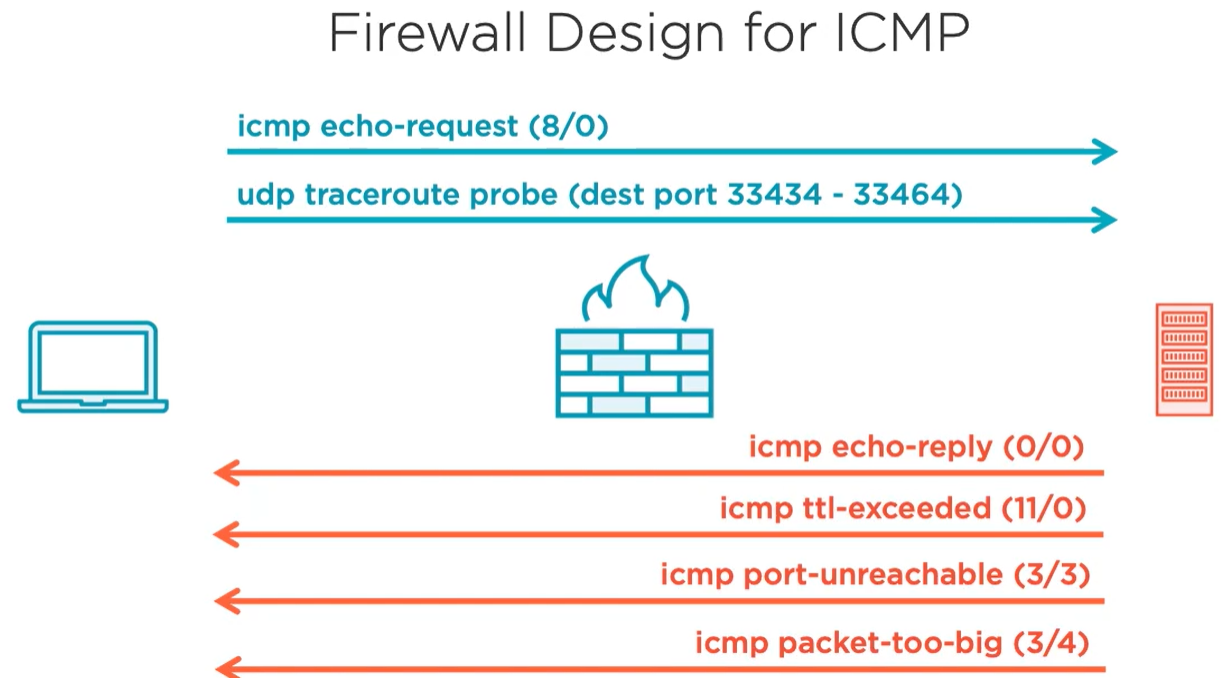 Firewall Design for ICMP
icmp echo-request (8/0)
udp traceroute probe (dest port 33434 - 33464)
icmp echo-reply (0/0)
icmp ttl-exceeded (11/0)
icmp port-unreachable (3/3)
icmp packet-too-big (3/4)